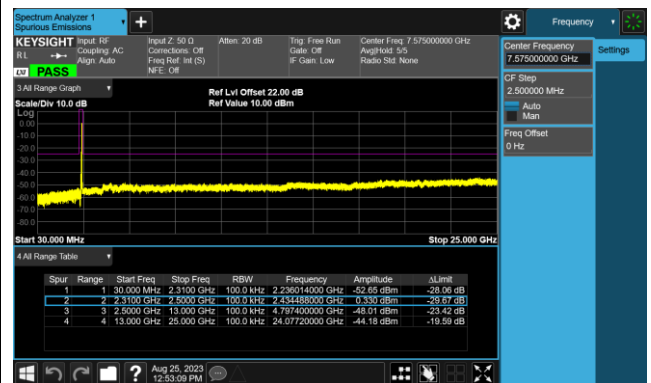 Spectrum Analyzer 1
Spurious Emissions
Frequency
KEYSIGHT
RL
PASS
Input: RF
Coupling: AC
Align: Auto
Input Z: 50 Ω
Corrections: Off
Freq Ref: Int (S)
NFE: Off
Atten: 20 dB
Trig: Free Run
Gate: Off
IF Gain: Low
Center Freq: 7.575000000 GHz
Avg|Hold: 5/5
Radio Std: None
Center Frequency
7.575000000 GHz
Settings
CF Step
2.500000 MHz
Auto
Man
Freq Offset
0 Hz
3 All Range Graph
Scale/Div 10.0 dB
Ref Lvl Offset 22.00 dB
Ref Value 10.00 dBm
Log
0.00
-10.0
-20.0
-30.0
-40.0
-50.0
-60.0
-70.0
-80.0
Start 30.000 MHz
Stop 25.000 GHz
4 All Range Table
Spur Range Start Freq Stop Freq RBW Frequency Amplitude ΔLimit
1 1 30.000 MHz 2.3100 GHz 100.0 kHz 2.236014000 GHz -52.65 dBm -28.06 dB
2 2 2.3100 GHz 2.5000 GHz 100.0 kHz 2.434488000 GHz 0.330 dBm -29.67 dB
3 3 2.5000 GHz 13.000 GHz 100.0 kHz 4.797400000 GHz -48.01 dBm -23.42 dB
4 4 13.000 GHz 25.000 GHz 100.0 kHz 24.07720000 GHz -44.18 dBm -19.59 dB
Aug 25, 2023
12:53:09 PM